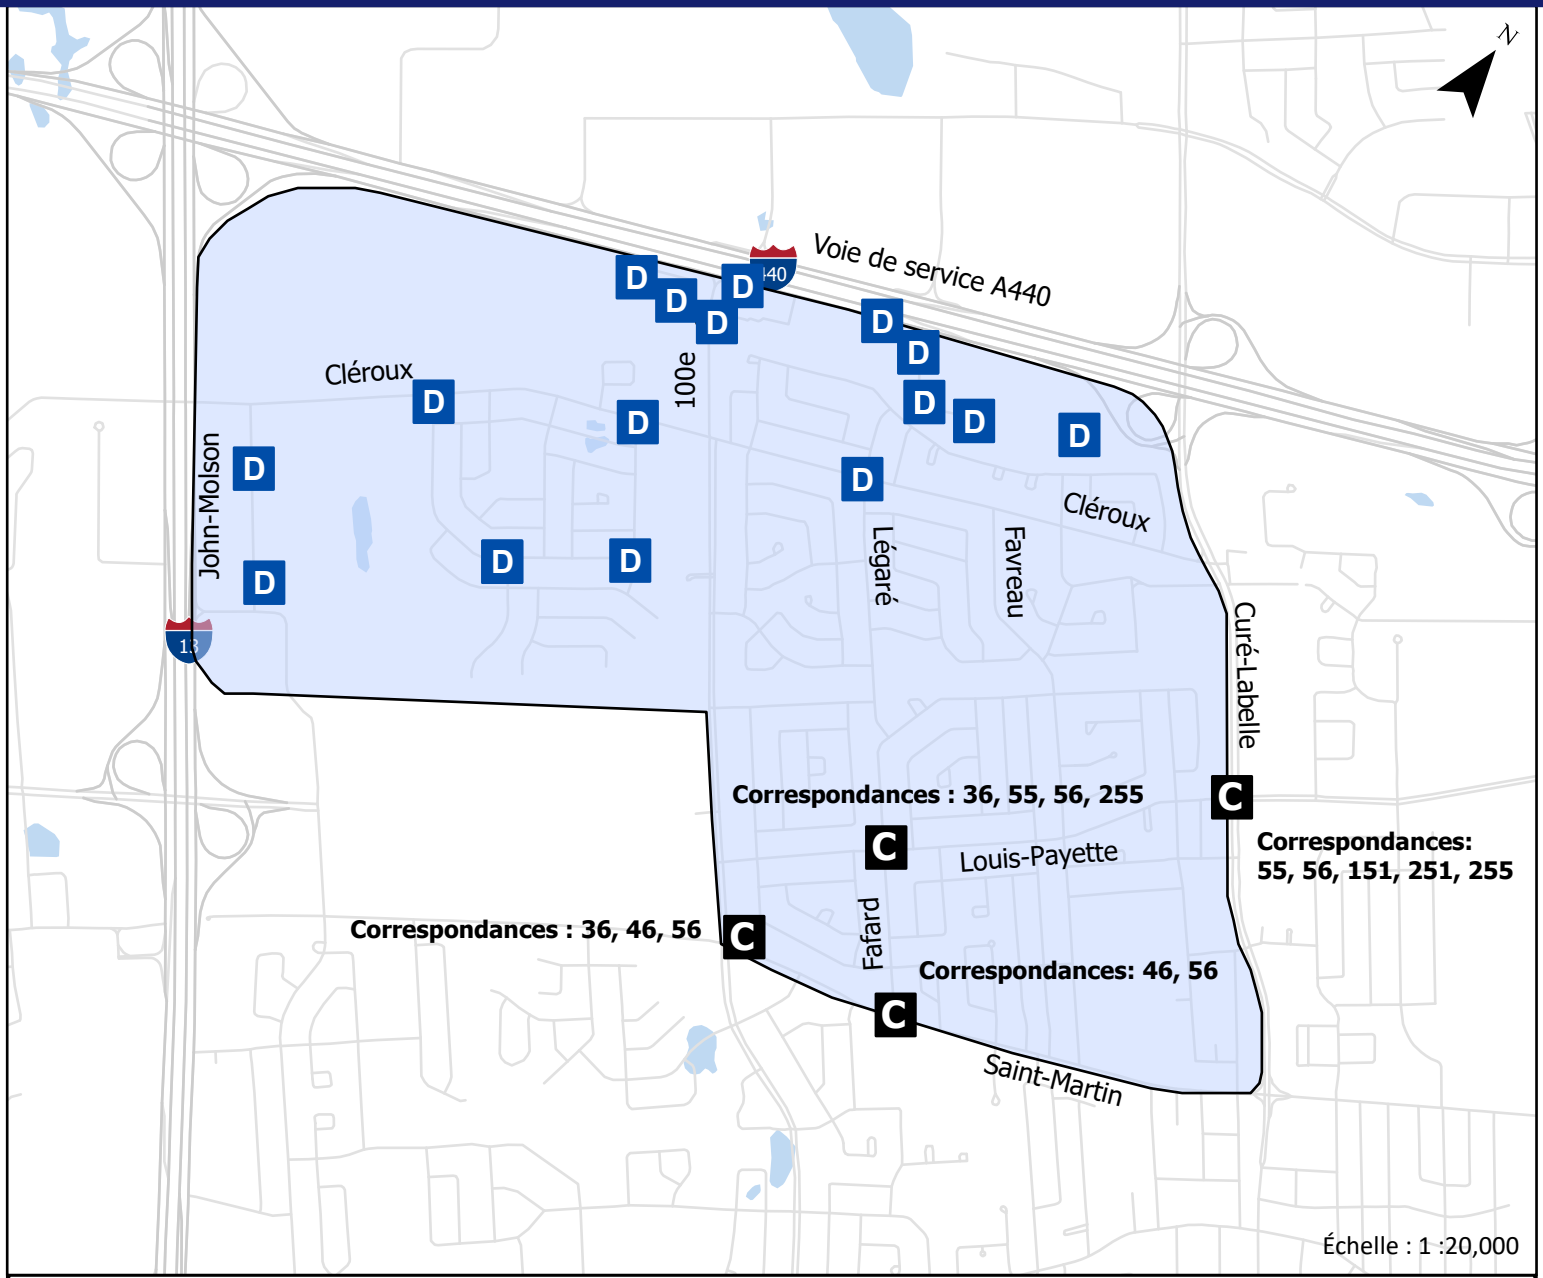 N
Voie de service A440
440
D
D
D
D
D
D
100e
Cléroux
D
D
D
D
D
John-Molson
D
D
Cléroux
Légaré
Favreau
D
D
D
13
Curé-Labelle
Correspondances : 36, 55, 56, 255
C
C
Correspondances:
55, 56, 151, 251, 255
Louis-Payette
Correspondances : 36, 46, 56
C
Fafard
Correspondances: 46, 56
C
Saint-Martin
Échelle : 1 :20,000